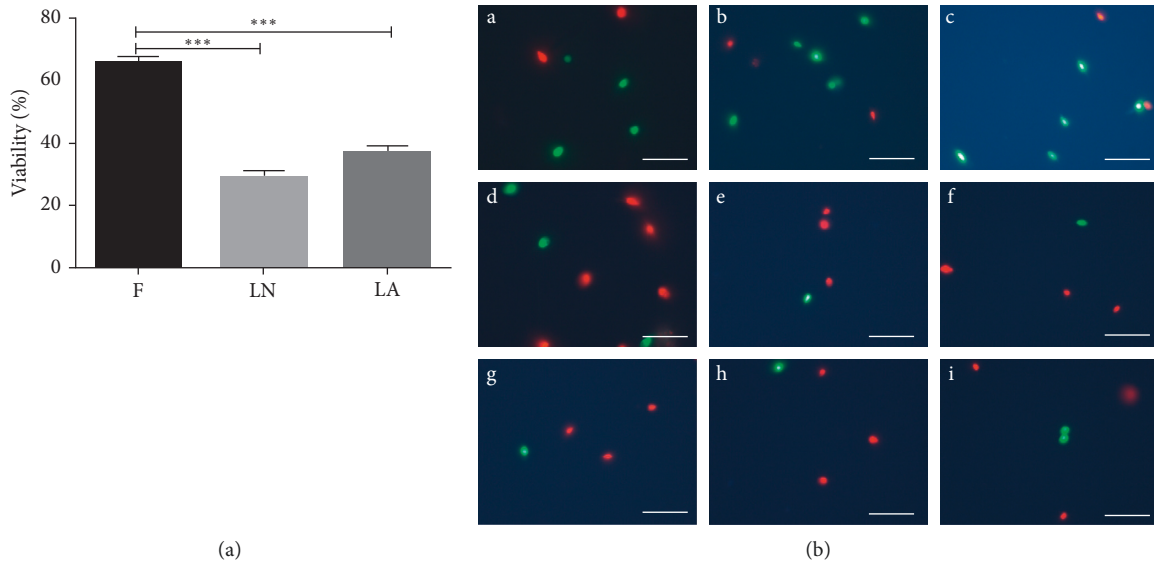 80
60
40
20
0
Viability (%)
***
***
F LN LA
(a)
a b c
d e f
g h i
(b)